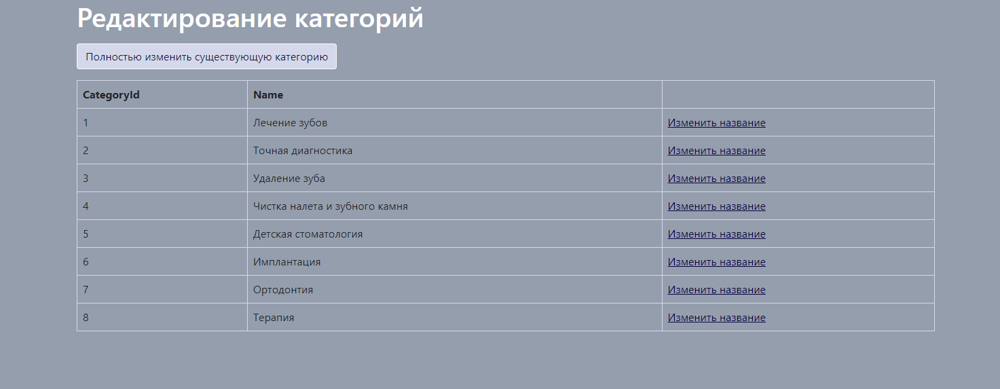 Редактирование категорий
Полностью изменить существующую категорию
CategoryId Name
1 Лечение зубов Изменить название
2 Точная диагностика Изменить название
3 Удаление зуба Изменить название
4 Чистка налета и зубного камня Изменить название
5 Детская стоматология Изменить название
6 Имплантация Изменить название
7 Ортодонтия Изменить название
8 Терапия Изменить название